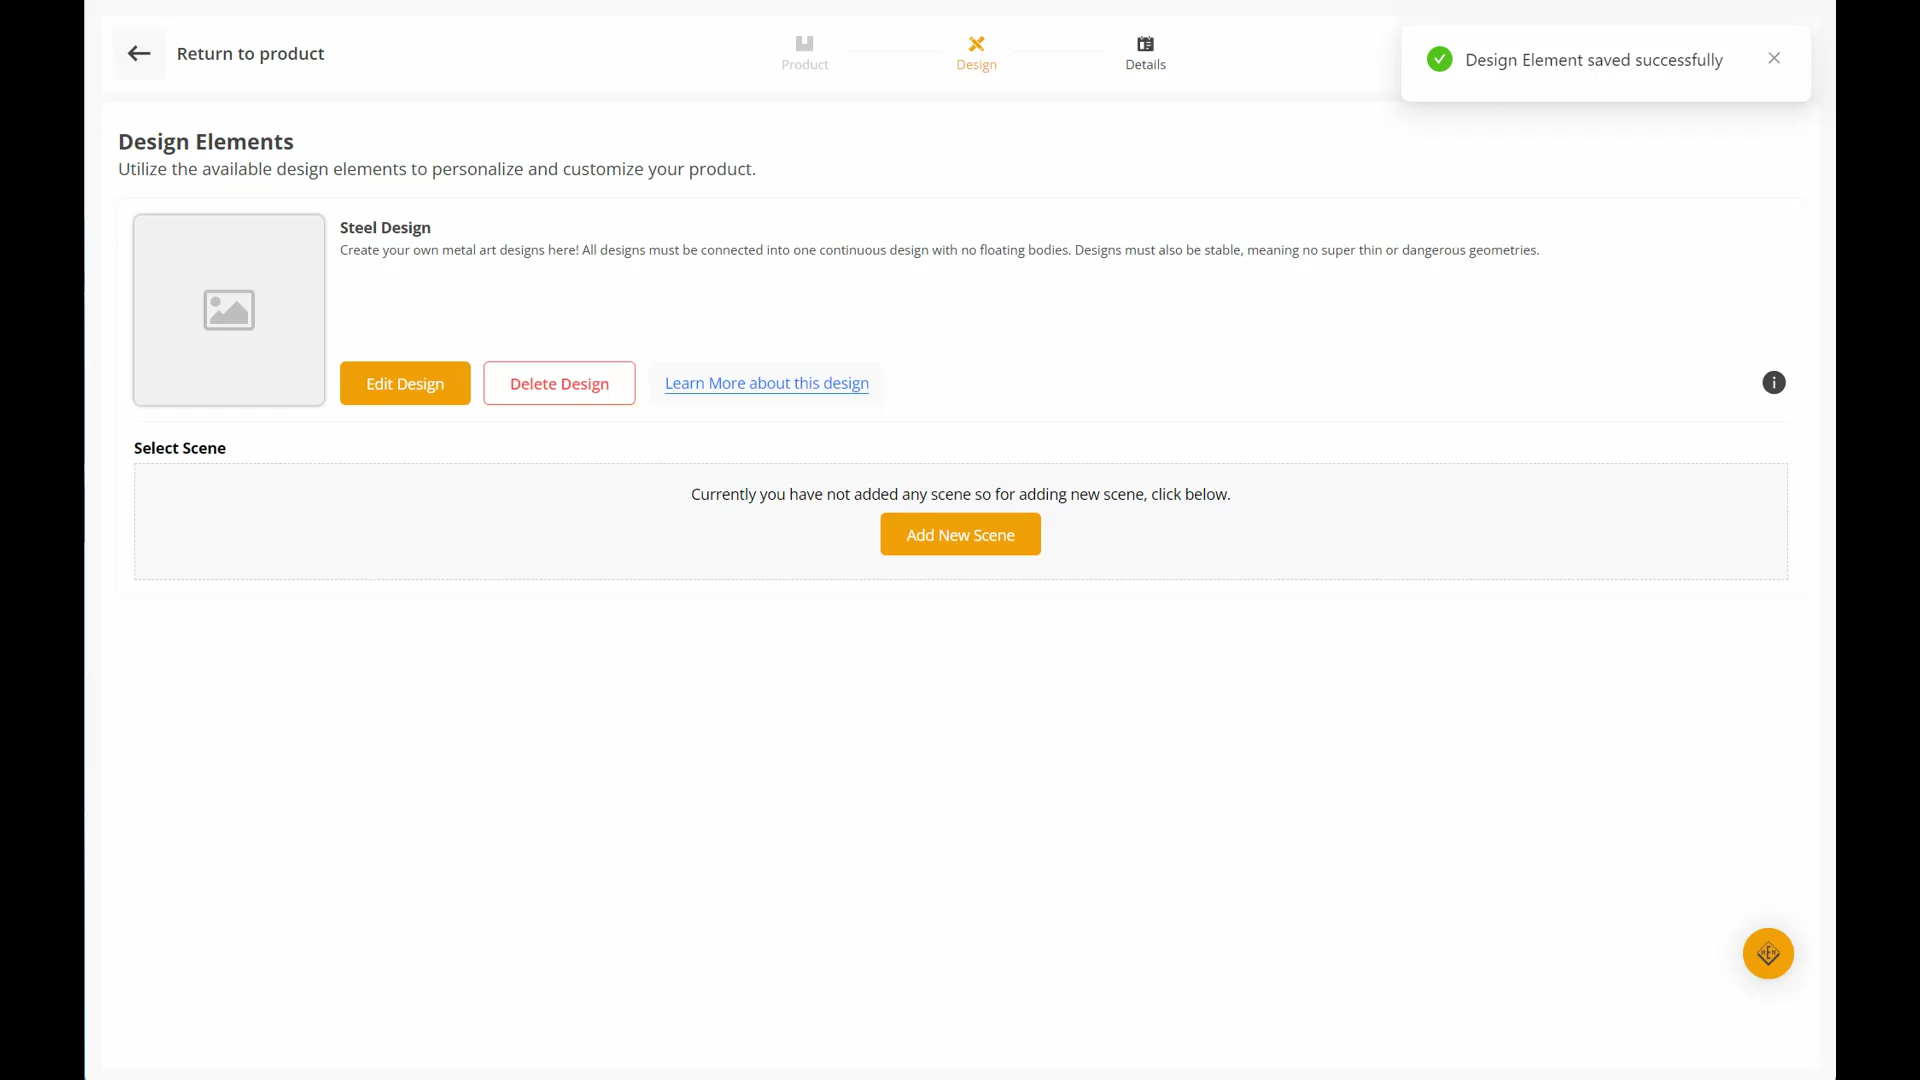 Return to product
Product
Design
Details
Design Element saved successfully
Design Elements
Utilize the available design elements to personalize and customize your product.
Steel Design
Create your own metal art designs here! All designs must be connected into one continuous design with no floating bodies. Designs must also be stable, meaning no super thin or dangerous geometries.
Edit Design
Delete Design
Learn More about this design
Select Scene
Currently you have not added any scene so for adding new scene, click below.
Add New Scene